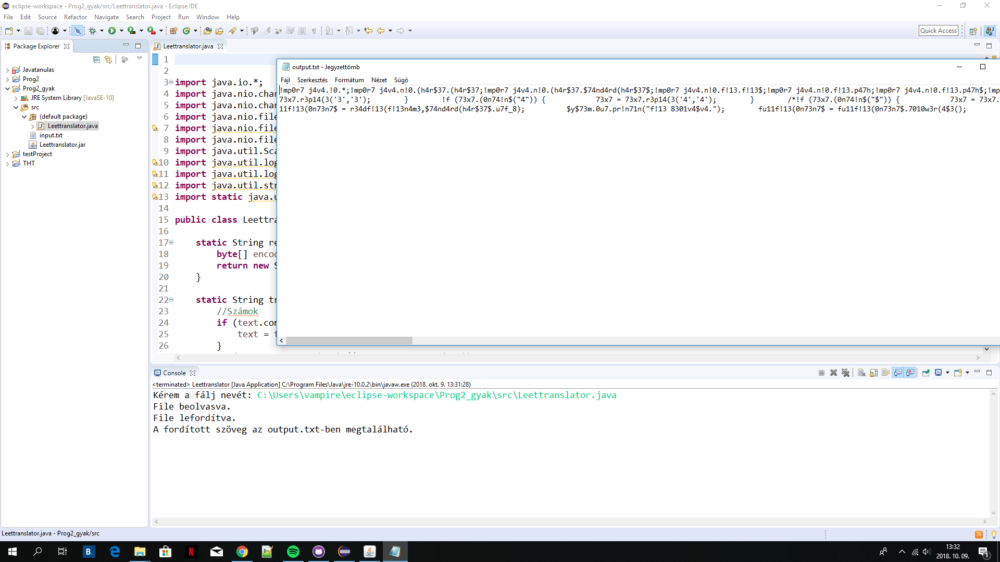 eclipse-workspace - Prog2_gyak/src/Leettranslator.java - Eclipse IDE
File Edit Source Refactor Navigate Search Project Run Window Help
Quick Access
Package Explorer
Javatanulas
Prog2
Prog2_gyak
JRE System Library [JavaSE-10]
src
(default package)
Leettranslator.java
input.txt
Leettranslator.jar
testProject
THT
Leettranslator.java
1
2
3 import java.io.*;
4 import java.nio.char
5 import java.nio.char
6 import java.nio.file
7 import java.nio.file
8 import java.nio.file
9 import java.util.Sca
10 import java.util.log
11 import java.util.log
12 import java.util.str
13 import static java.u
14
15 public class Leettra
16
17 static String re
18 byte[] encod
19 return new S
20 }
21
22 static String tr
23 //Számok
24 if (text.con
25 text = t
26 }
output.txt - Jegyzettömb
Fájl Szerkesztés Formátum Nézet Súgó
!mp0r7 j4v4.!0.*;!mp0r7 j4v4.n!0.(h4r$37.(h4r$37;!mp0r7 j4v4.n!0.(h4r$37.$74nd4rd(h4r$37$;!mp0r7 j4v4.n!0.f!13.f!13$;!mp0r7 j4v4.n!0.f!13.p47h;!mp0r7 j4v4.n!0.f!13.p47h$;!mp
73x7.r3p14(3('3','3'); } !f (73x7.(0n74!n$("4")) { 73x7 = 73x7.r3p14(3('4','4'); } /*!f (73x7.(0n74!n$("$")) { 73x7 = 73x7.
11f!13(0n73n7$ = r34df!13(f!13n4m3,$74nd4rd(h4r$37$.u7f_8); $y$73m.0u7.pr!n71n("f!13 8301v4$v4."); fu11f!13(0n73n7$ = fu11f!13(0n73n7$.7010w3r(4$3();
Console
<terminated> Leettranslator [Java Application] C:\Program Files\Java\jre-10.0.2\bin\javaw.exe (2018. okt. 9. 13:31:28)
Kérem a fálj nevét: C:\Users\vampire\eclipse-workspace\Prog2_gyak\src\Leettranslator.java
File beolvasva.
File lefordítva.
A fordított szöveg az output.txt-ben megtalálható.
Leettranslator.java - Prog2_gyak/src
B.
N
13:32
2018. 10. 09.
1